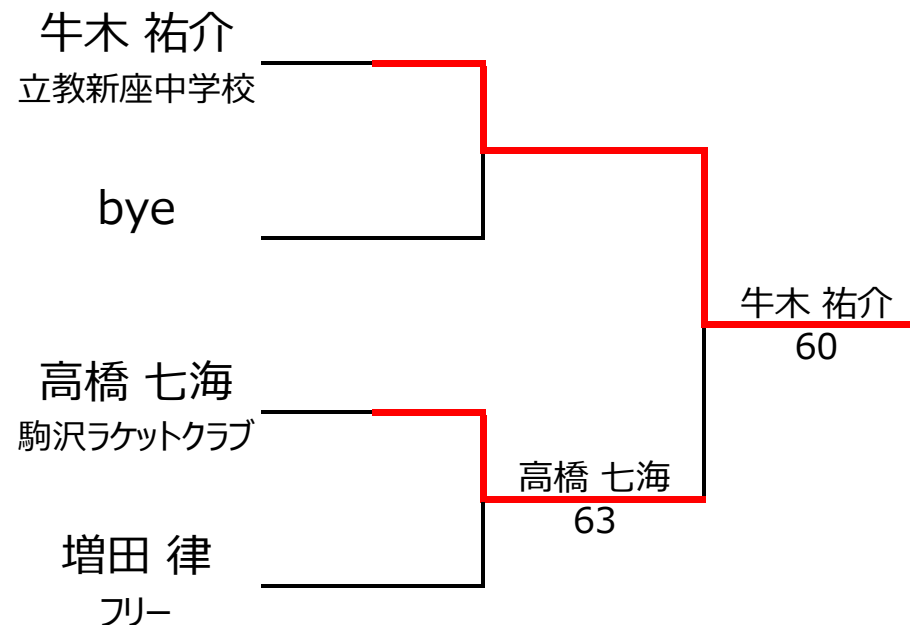 牛木 祐介
立教新座中学校
bye
牛木 祐介
60
高橋 七海
駒沢ラケットクラブ
高橋 七海
63
増田 律
フリー